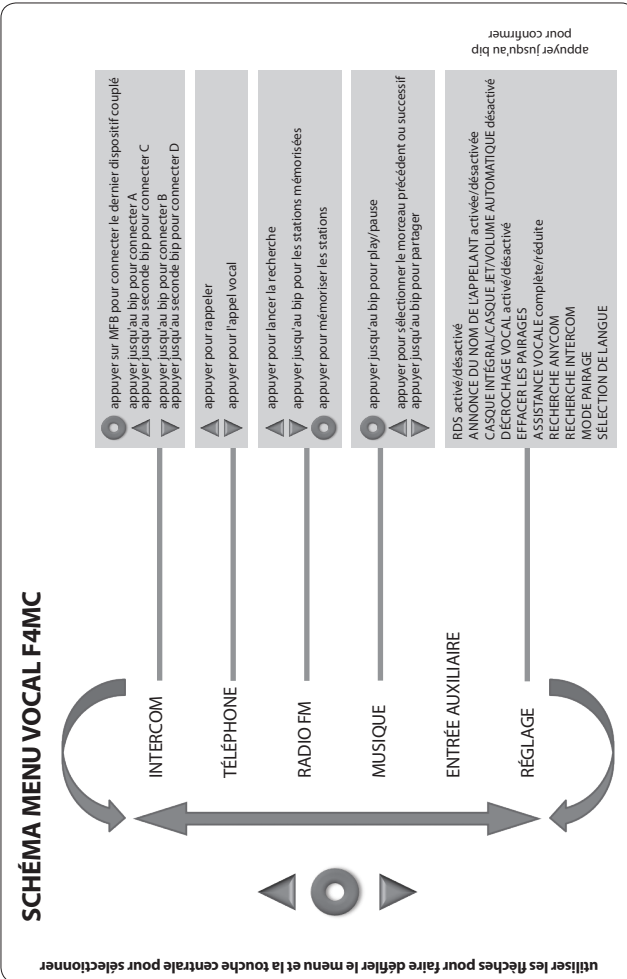 SCHÉMA MENU VOCAL F4MC
utiliser les flèches pour faire défiler le menu et la touche centrale pour sélectionner
INTERCOM
appuyer sur MFB pour connecter le dernier dispositif couplé
appuyer jusqu'au bip pour connecter A
appuyer jusqu'au seconde bip pour connecter C
appuyer jusqu'au bip pour connecter B
appuyer jusqu'au seconde bip pour connecter D
TÉLÉPHONE
appuyer pour rappeler
appuyer pour l'appel vocal
RADIO FM
appuyer pour lancer la recherche
appuyer jusqu'au bip pour les stations mémorisées
appuyer pour mémoriser les stations
MUSIQUE
appuyer jusqu'au bip pour play/pause
appuyer pour sélectionner le morceau précédent ou successif
appuyer jusqu'au bip pour partager
ENTRÉE AUXILIAIRE
RÉGLAGE
RDS activé/désactivé
ANNONCE DU NOM DE L'APPELANT activée/désactivée
CASQUE INTÉGRAL/CASQUE JET/VOLUME AUTOMATIQUE désactivé
DÉCROCHAGE VOCAL activé/désactivé
EFFACER LES PAIRAGES
ASSISTANCE VOCALE complète/réduite
RECHERCHE ANYCOM
RECHERCHE INTERCOM
MODE PAIRAGE
SÉLECTION DE LANGUE
appuyer jusqu'au bip
pour confirmer